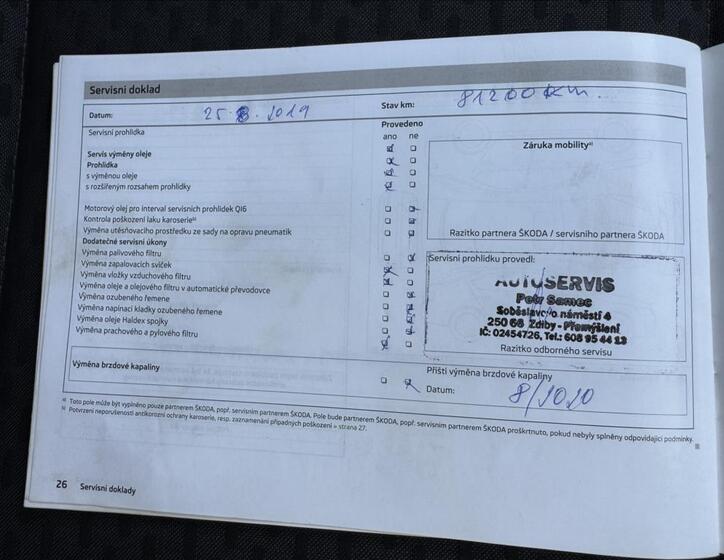 Servisní doklad
Datum: 25. 8. 2019 Stav km: 81200 km.
Servisní prohlídka Provedeno
ano ne
Servis výměny oleje
Prohlídka
s výměnou oleje
s rozšířeným rozsahem prohlídky
Záruka mobility a)
Motorový olej pro interval servisních prohlídek QI6
Kontrola poškození laku karoserie b)
Výměna utěsňovacího prostředku ze sady na opravu pneumatik
Razítko partnera ŠKODA / servisního partnera ŠKODA
Dodatečné servisní úkony
Výměna palivového filtru
Výměna zapalovacích svíček
Výměna vložky vzduchového filtru
Výměna oleje a olejového filtru v automatické převodovce
Výměna ozubeného řemene
Výměna napínací kladky ozubeného řemene
Výměna oleje Haldex spojky
Výměna prachového a pylového filtru
Servisní prohlídku provedl:
AUTOSERVIS
Petr Samec
Soběslavovo náměstí 4
250 68 Zdiby - Přemyšlení
IČ: 02454726, Tel.: 608 95 44 13
Razítko odborného servisu
Výměna brzdové kapaliny
Příští výměna brzdové kapaliny
Datum: 8/2020
a) Toto pole může být vyplněno pouze partnerem ŠKODA, popř. servisním partnerem ŠKODA. Pole bude partnerem ŠKODA, popř. servisním partnerem ŠKODA proškrtnuto, pokud nebyly splněny odpovídající podmínky.
b) Potvrzení neporušenosti antikorozní ochrany karoserie, resp. zaznamenání případných poškození » strana 27.
26 Servisní doklady